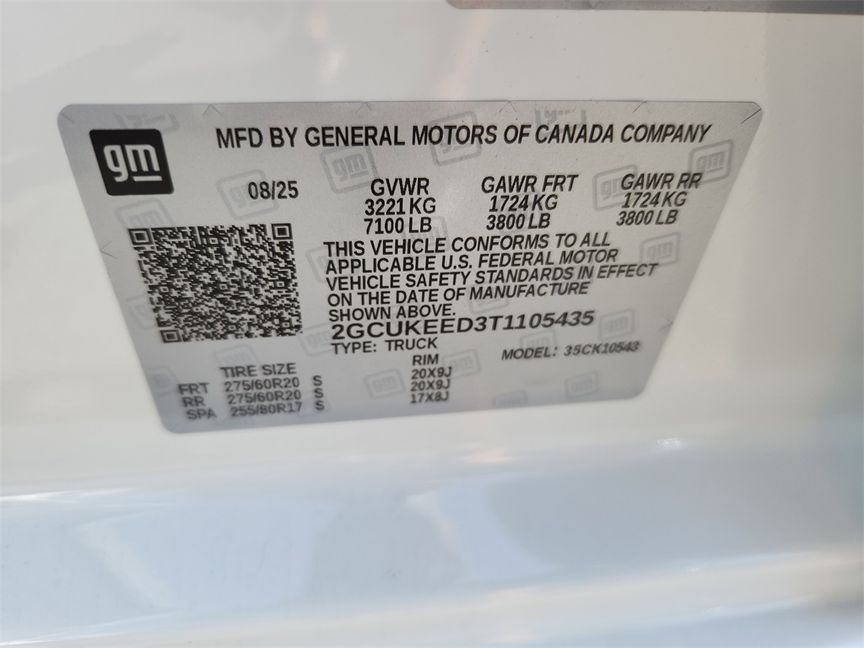 gm
MFD BY GENERAL MOTORS OF CANADA COMPANY
08/25
GVWR GAWR FRT GAWR RR
3221 KG 1724 KG 1724 KG
7100 LB 3800 LB 3800 LB
THIS VEHICLE CONFORMS TO ALL
APPLICABLE U.S. FEDERAL MOTOR
VEHICLE SAFETY STANDARDS IN EFFECT
ON THE DATE OF MANUFACTURE
SHOWN ABOVE.
2GCUKEED3T1105435
TYPE: TRUCK MODEL: 35CK10543
TIRE SIZE RIM
FRT 275/60R20 S 20X9J
RR 275/60R20 S 20X9J
SPA 255/80R17 S 17X8J